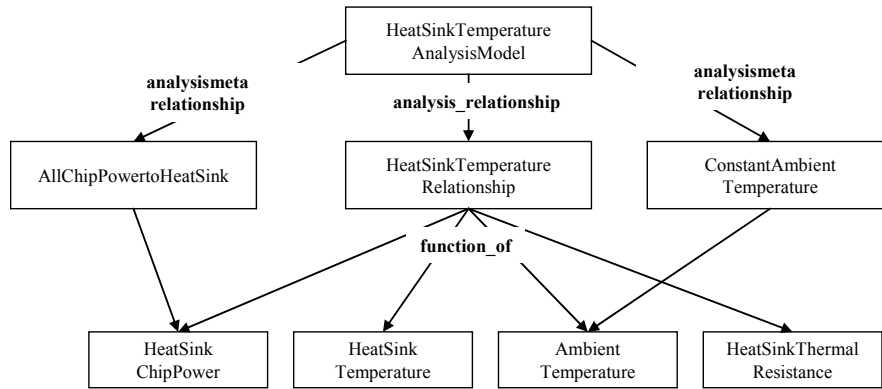 HeatSinkTemperature
AnalysisModel
analysismeta
relationship
analysis_relationship
analysismeta
relationship
AllChipPowertoHeatSink
HeatSinkTemperature
Relationship
ConstantAmbient
Temperature
function_of
HeatSink
ChipPower
HeatSink
Temperature
Ambient
Temperature
HeatSinkThermal
Resistance